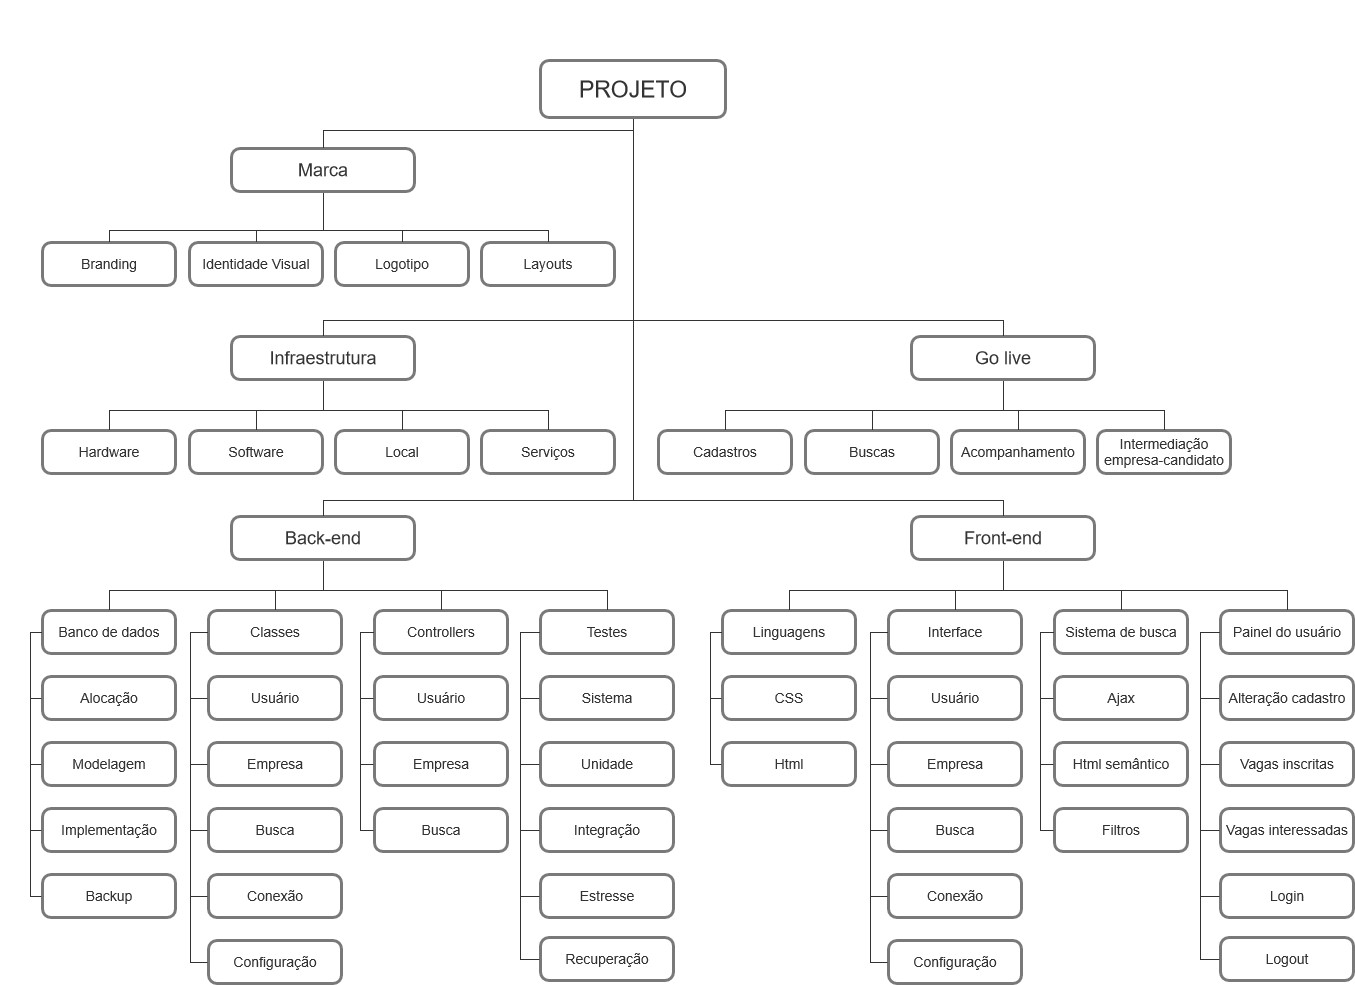 PROJETO
Marca
Branding
Identidade Visual
Logotipo
Layouts
Infraestrutura
Go live
Hardware
Software
Local
Serviços
Cadastros
Buscas
Acompanhamento
Intermediação
empresa-candidato
Back-end
Front-end
Banco de dados
Alocação
Modelagem
Implementação
Backup
Classes
Usuário
Empresa
Busca
Conexão
Configuração
Controllers
Usuário
Empresa
Busca
Testes
Sistema
Unidade
Integração
Estresse
Recuperação
Linguagens
CSS
Html
Interface
Usuário
Empresa
Busca
Conexão
Configuração
Sistema de busca
Ajax
Html semântico
Filtros
Painel do usuário
Alteração cadastro
Vagas inscritas
Vagas interessadas
Login
Logout